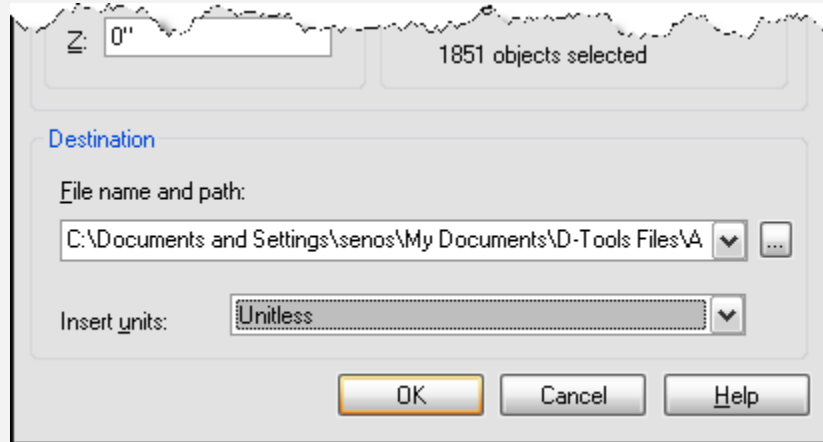 Z: 0"
1851 objects selected
Destination
File name and path:
C:\Documents and Settings\senos\My Documents\D-Tools Files\A
...
Insert units: Unitless
OK Cancel Help